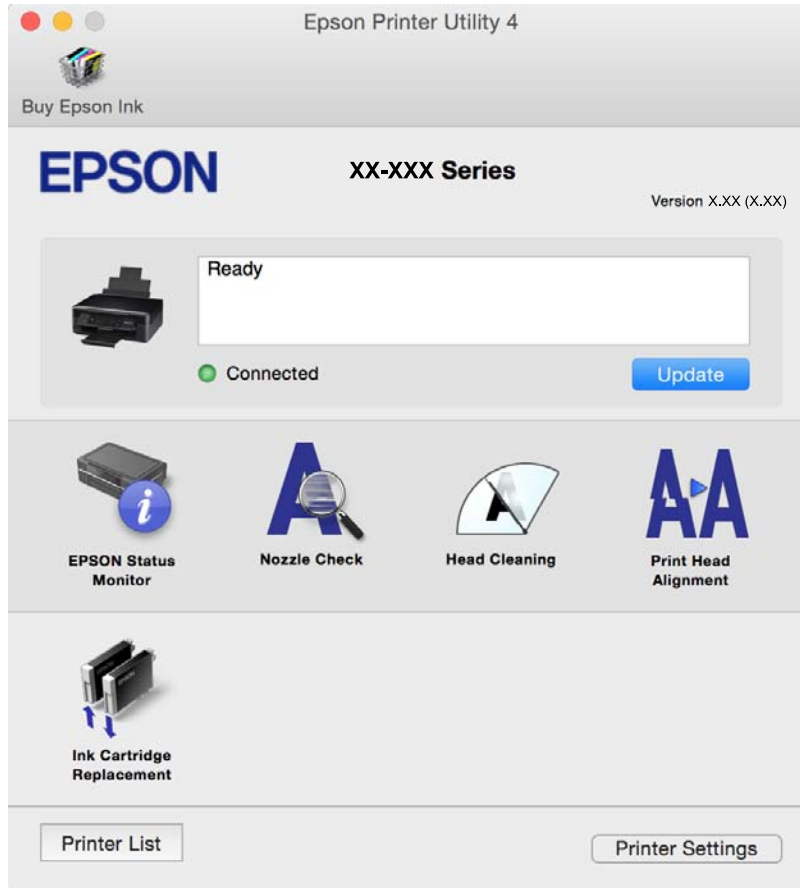 Epson Printer Utility 4
Buy Epson Ink
EPSON
XX-XXX Series
Version X.XX (X.XX)
Ready
Connected
Update
EPSON Status
Monitor
Nozzle Check
Head Cleaning
Print Head
Alignment
Ink Cartridge
Replacement
Printer List
Printer Settings